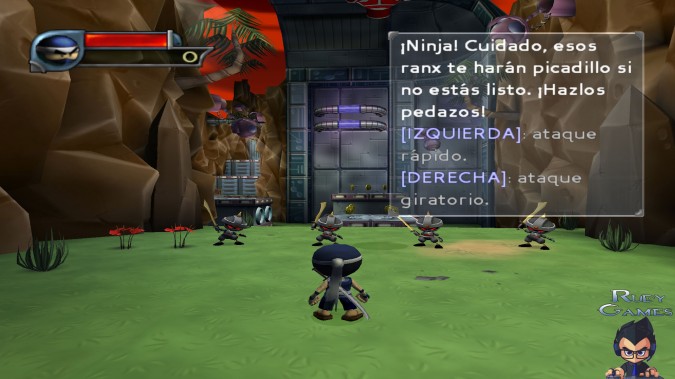 ¡Ninja! Cuidado, esos
ranx te harán picadillo si
no estás listo. ¡Hazlos
pedazos!
[IZQUIERDA]: ataque
rápido.
[DERECHA]: ataque
giratorio.
0
Ruey
Games